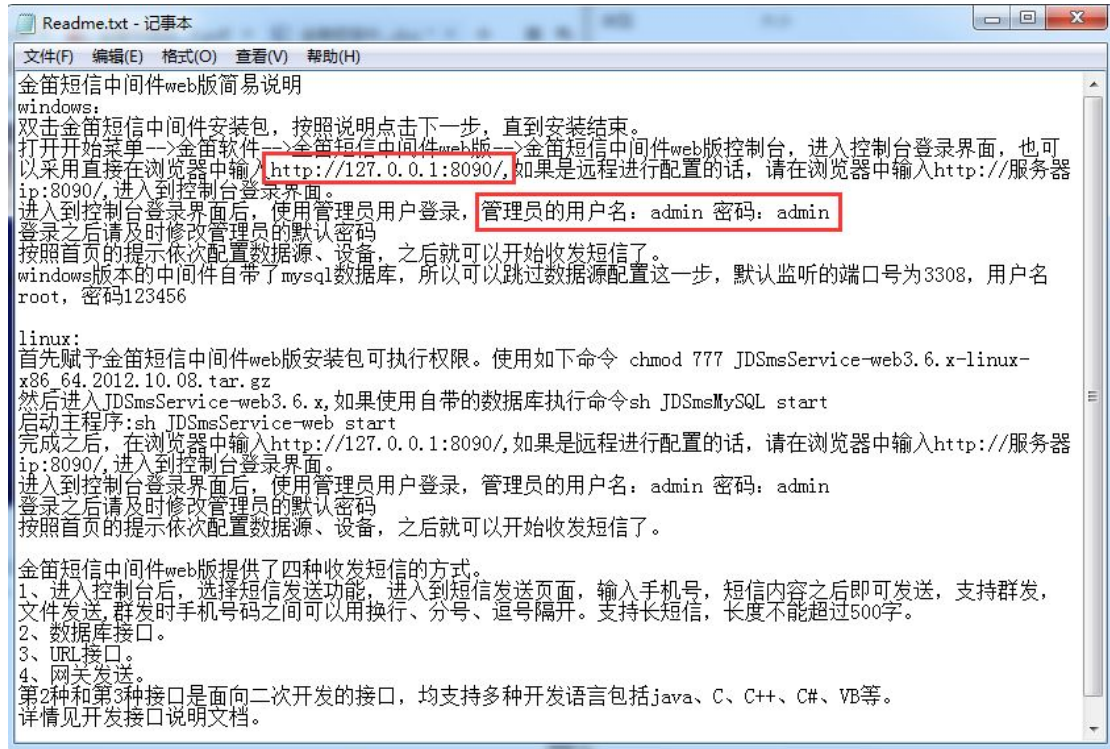 Readme.txt - 记事本
文件(F) 编辑(E) 格式(O) 查看(V) 帮助(H)
金笛短信中间件web版简易说明
windows:
双击金笛短信中间件安装包，按照说明点击下一步，直到安装结束。
打开开始菜单-->金笛软件-->金笛短信中间件web版-->金笛短信中间件web版控制台，进入控制台登录界面，也可
以采用直接在浏览器中输入http://127.0.0.1:8090/,如果是远程进行配置的话，请在浏览器中输入http://服务器
ip:8090/,进入到控制台登录界面。
进入到控制台登录界面后，使用管理员用户登录，管理员的用户名：admin 密码：admin
登录之后请及时修改管理员的默认密码
按照首页的提示依次配置数据源、设备，之后就可以开始收发短信了。
windows版本的中间件自带了mysql数据库，所以可以跳过数据源配置这一步，默认监听的端口号为3308，用户名
root，密码123456
linux:
首先赋予金笛短信中间件web版安装包可执行权限。使用如下命令 chmod 777 JDSmsService-web3.6.x-linux-
x86_64.2012.10.08.tar.gz
然后进入JDSmsService-web3.6.x,如果使用自带的数据库执行命令sh JDSmsMySQL start
启动主程序:sh JDSmsService-web start
完成之后，在浏览器中输入http://127.0.0.1:8090/,如果是远程进行配置的话，请在浏览器中输入http://服务器
ip:8090/,进入到控制台登录界面。
进入到控制台登录界面后，使用管理员用户登录，管理员的用户名：admin 密码：admin
登录之后请及时修改管理员的默认密码
按照首页的提示依次配置数据源、设备，之后就可以开始收发短信了。
金笛短信中间件web版提供了四种收发短信的方式。
1、进入控制台后，选择短信发送功能，进入到短信发送页面，输入手机号，短信内容之后即可发送，支持群发，
文件发送,群发时手机号码之间可以用换行、分号、逗号隔开。支持长短信，长度不能超过500字。
2、数据库接口。
3、URL接口。
4、网关发送。
第2种和第3种接口是面向二次开发的接口，均支持多种开发语言包括java、C、C++、C#、VB等。
详情见开发接口说明文档。